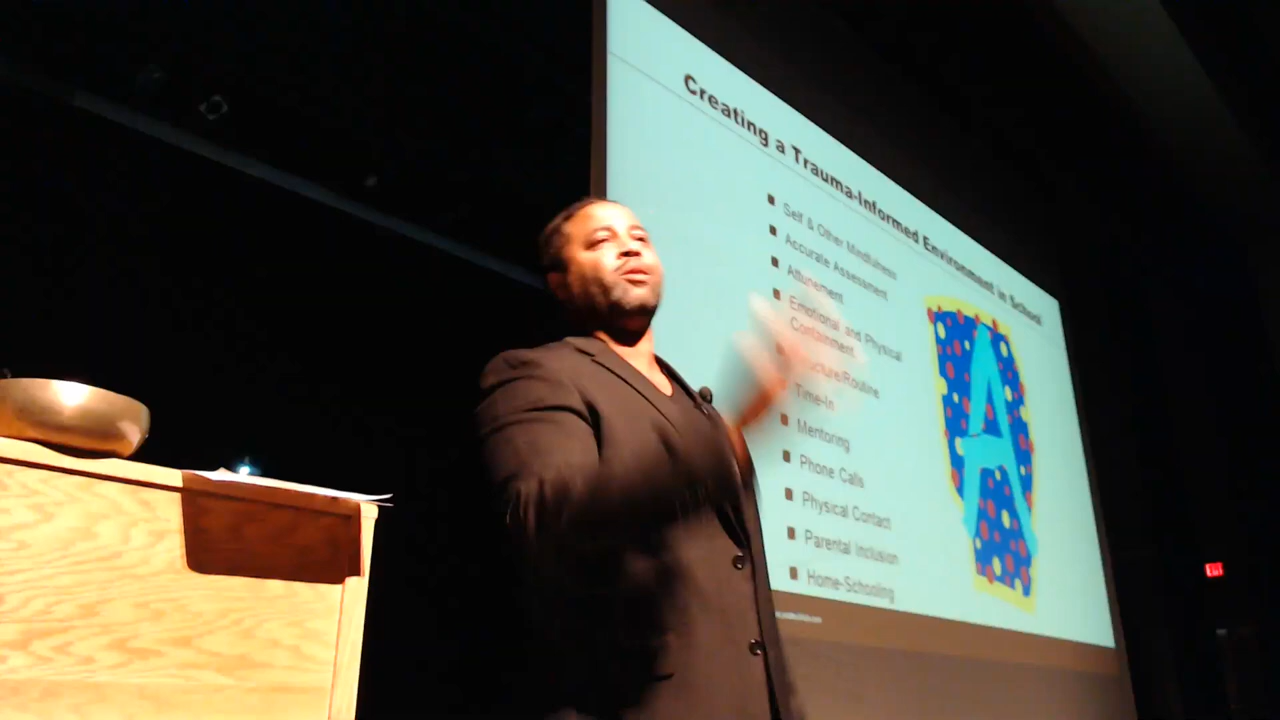 Creating a Trauma-Informed Environment in School
Self & Other Mindfulness
Accurate Assessment
Attunement
Emotional and Physical
Containment
Time-In
Mentoring
Phone Calls
Physical Contact
Parental Inclusion
Home-Schooling
A
EXIT